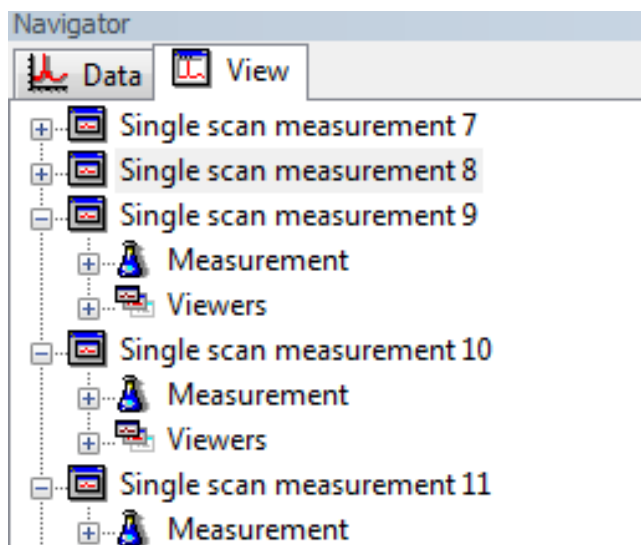 Navigator
Data View
Single scan measurement 7
Single scan measurement 8
Single scan measurement 9
Measurement
Viewers
Single scan measurement 10
Measurement
Viewers
Single scan measurement 11
Measurement